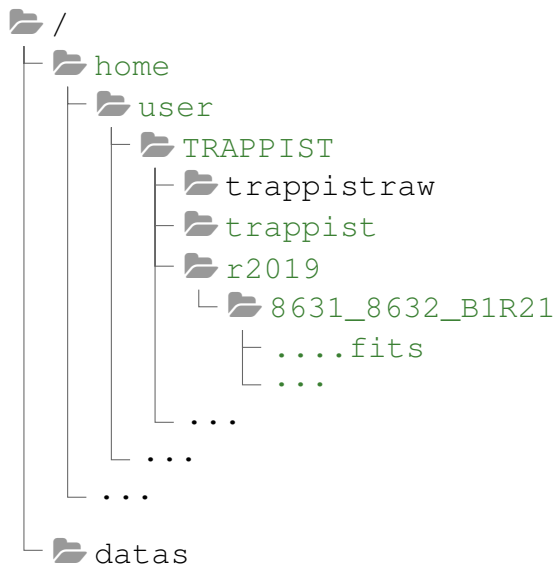 /
home
user
TRAPPIST
trappistraw
trappist
r2019
8631_8632_B1R21
....fits
...
...
...
...
datas